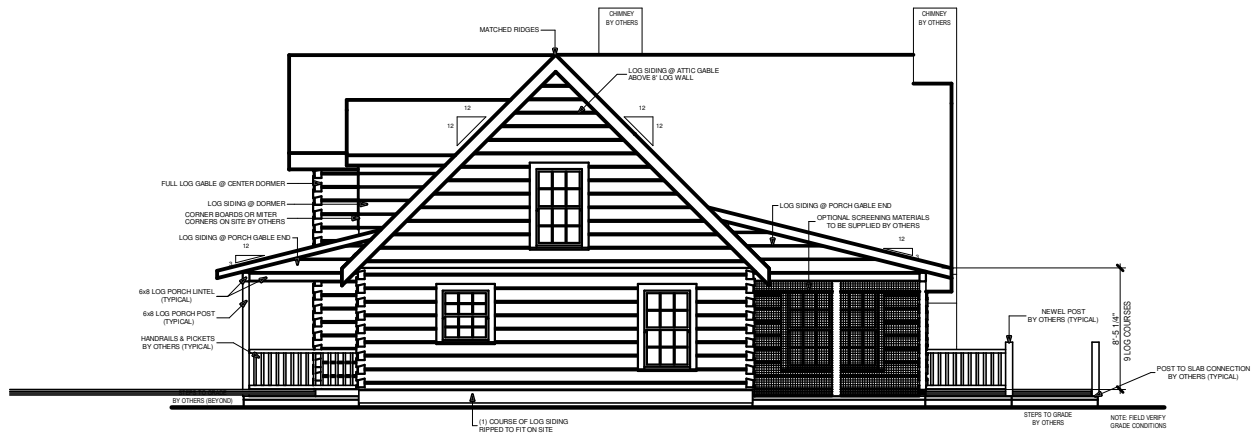 CHIMNEY
BY OTHERS
CHIMNEY
BY OTHERS
MATCHED RIDGES
LOG SIDING @ ATTIC GABLE
ABOVE 8' LOG WALL
12
12
12
12
FULL LOG GABLE @ CENTER DORMER
LOG SIDING @ DORMER
CORNER BOARDS OR MITER
CORNERS ON SITE BY OTHERS
LOG SIDING @ PORCH GABLE END
12
3
LOG SIDING @ PORCH GABLE END
OPTIONAL SCREENING MATERIALS
TO BE SUPPLIED BY OTHERS
12
6x8 LOG PORCH LINTEL
(TYPICAL)
6x8 LOG PORCH POST
(TYPICAL)
HANDRAILS & PICKETS
BY OTHERS (TYPICAL)
NEWEL POST
BY OTHERS (TYPICAL)
8'-5 1/4"
9 LOG COURSES
POST TO SLAB CONNECTION
BY OTHERS (TYPICAL)
STEPS TO GRADE
BY OTHERS (BEYOND)
(1) COURSE OF LOG SIDING
RIPPED TO FIT ON SITE
STEPS TO GRADE
BY OTHERS
NOTE: FIELD VERIFY
GRADE CONDITIONS